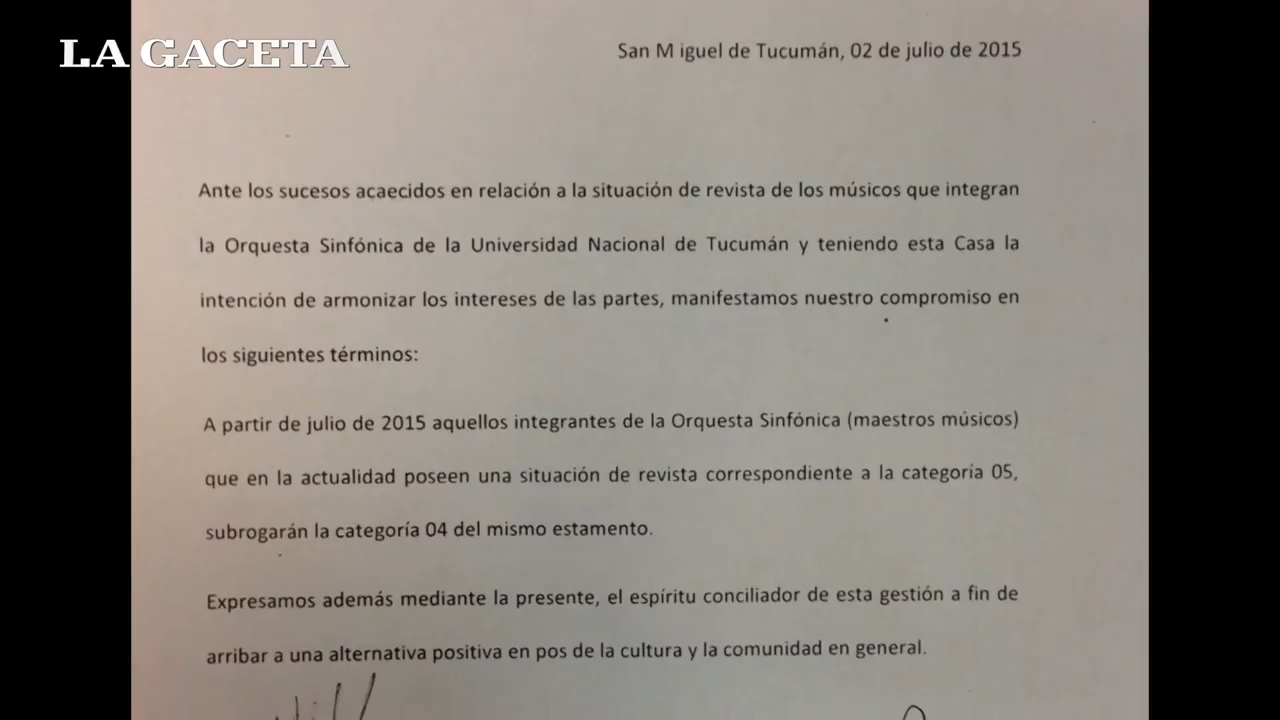 LA GACETA
San M iguel de Tucumán, 02 de julio de 2015
Ante los sucesos acaecidos en relación a la situación de revista de los músicos que integran
la Orquesta Sinfónica de la Universidad Nacional de Tucumán y teniendo esta Casa la
intención de armonizar los intereses de las partes, manifestamos nuestro compromiso en
los siguientes términos:
A partir de julio de 2015 aquellos integrantes de la Orquesta Sinfónica (maestros músicos)
que en la actualidad poseen una situación de revista correspondiente a la categoría 05,
subrogarán la categoría 04 del mismo estamento.
Expresamos además mediante la presente, el espíritu conciliador de esta gestión a fin de
arribar a una alternativa positiva en pos de la cultura y la comunidad en general.